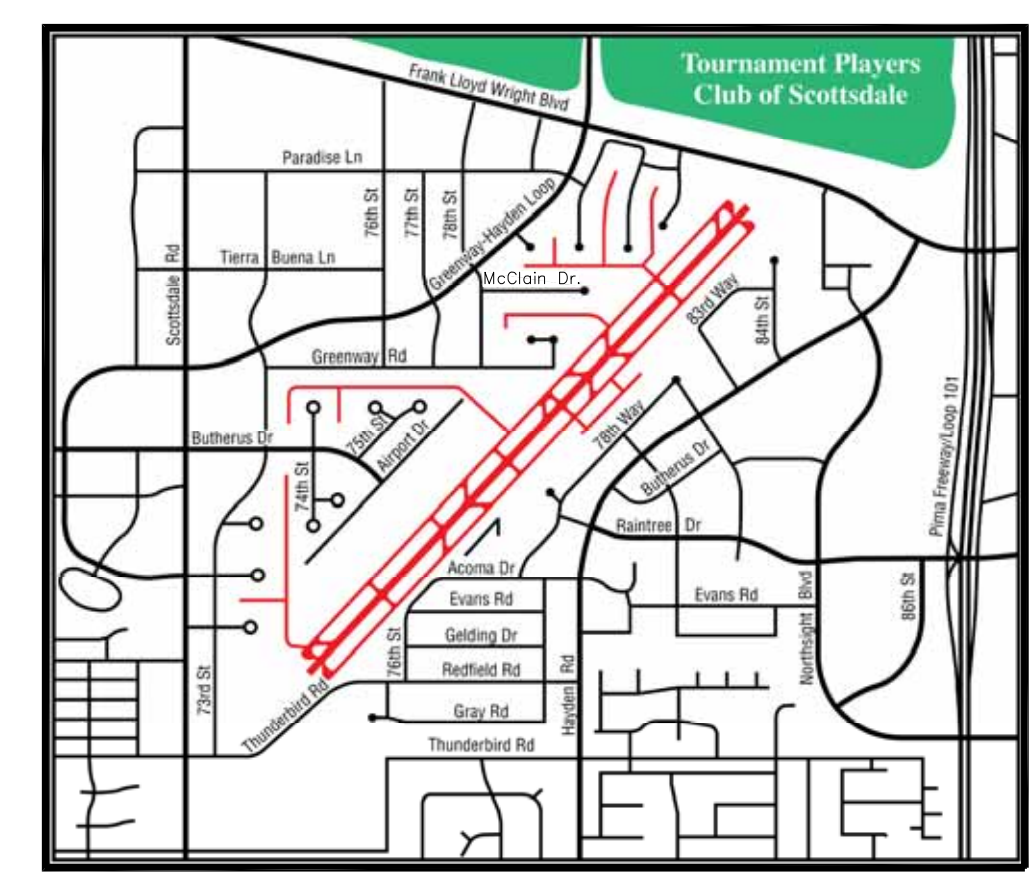 Tournament Players
Club of Scottsdale
Frank Lloyd Wright Blvd
Paradise Ln
76th St
77th St
78th St
Greenway-Hayden Loop
Scottsdale Rd
Tierra Buena Ln
McClain Dr.
83rd Way
84th St
Greenway Rd
Pima Freeway/Loop 101
Butherus Dr
75th St
Airport Dr
78th Way
74th St
Butherus Dr
Raintree Dr
Acoma Dr
Evans Rd
Evans Rd
Northsight Blvd
86th St
Gelding Dr
76th St
Redfield Rd
Hayden Rd
73rd St
Thunderbird Rd
Gray Rd
Thunderbird Rd